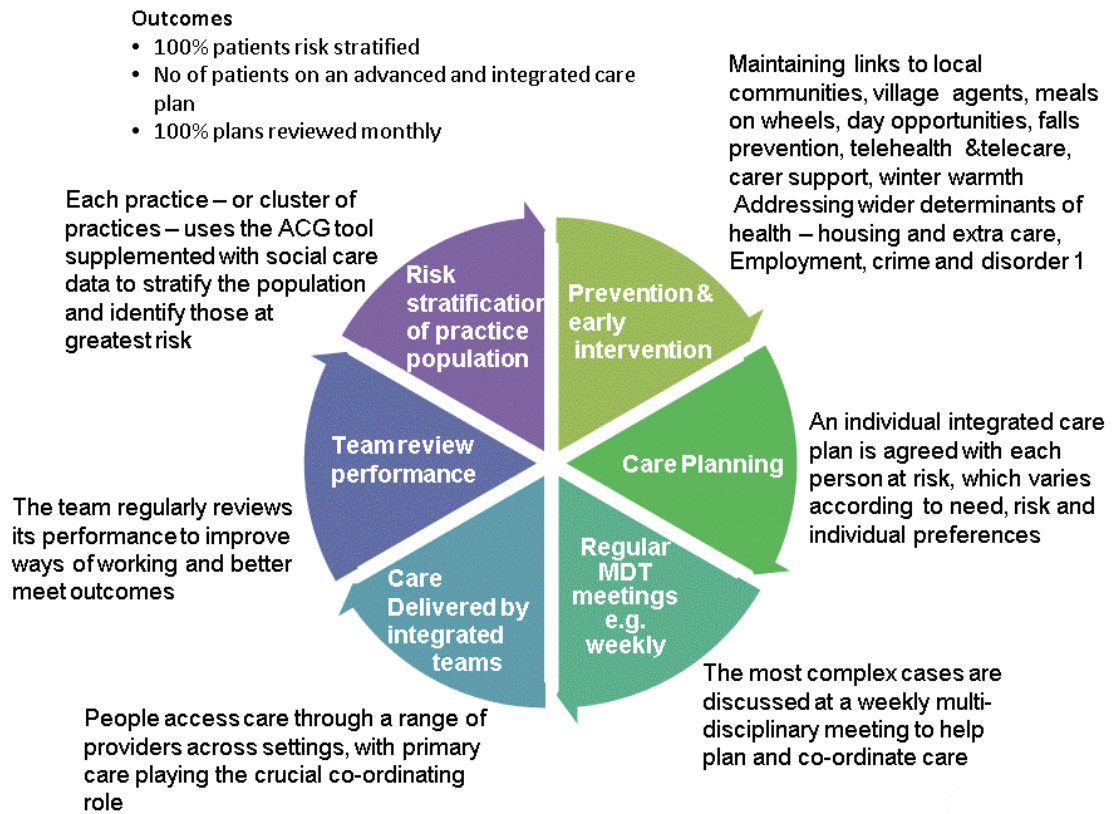 Outcomes
• 100% patients risk stratified
• No of patients on an advanced and integrated care
plan
• 100% plans reviewed monthly
Maintaining links to local
communities, village agents, meals
on wheels, day opportunities, falls
prevention, telehealth &telecare,
carer support, winter warmth
Addressing wider determinants of
health – housing and extra care,
Employment, crime and disorder 1
Each practice – or cluster of
practices – uses the ACG tool
supplemented with social care
data to stratify the population
and identify those at
greatest risk
Risk
stratification
of practice
population
Prevention &
early
intervention
Team review
performance
Care Planning
An individual integrated care
plan is agreed with each
person at risk, which varies
according to need, risk and
individual preferences
The team regularly reviews
its performance to improve
ways of working and better
meet outcomes
Care
Delivered by
integrated
teams
Regular
MDT
meetings
e.g.
weekly
The most complex cases are
discussed at a weekly multi-
disciplinary meeting to help
plan and co-ordinate care
People access care through a range of
providers across settings, with primary
care playing the crucial co-ordinating
role